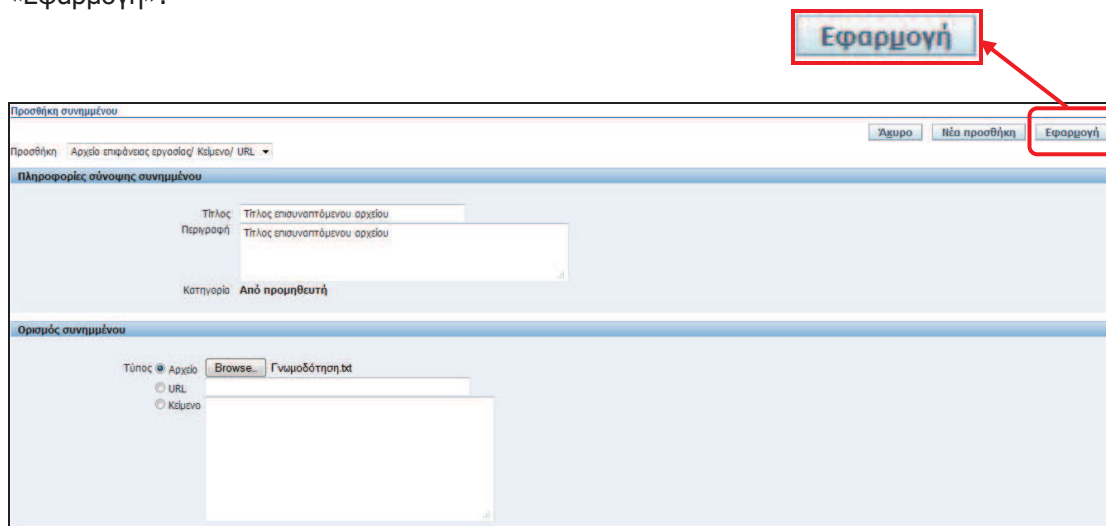 «Εφαρμογή».
Εφαρμογή
Προσθήκη συνημμένου
Άκυρο Νέα προσθήκη Εφαρμογή
Προσθήκη Αρχείο επιφάνειας εργασίας/ Κείμενο/ URL
Πληροφορίες σύνοψης συνημμένου
Τίτλος Τίτλος επισυναπτόμενου αρχείου
Περιγραφή Τίτλος επισυναπτόμενου αρχείου
Κατηγορία Από προμηθευτή
Ορισμός συνημμένου
Τύπος Αρχείο Browse.. Γνωμοδότηση.txt
URL
Κείμενο